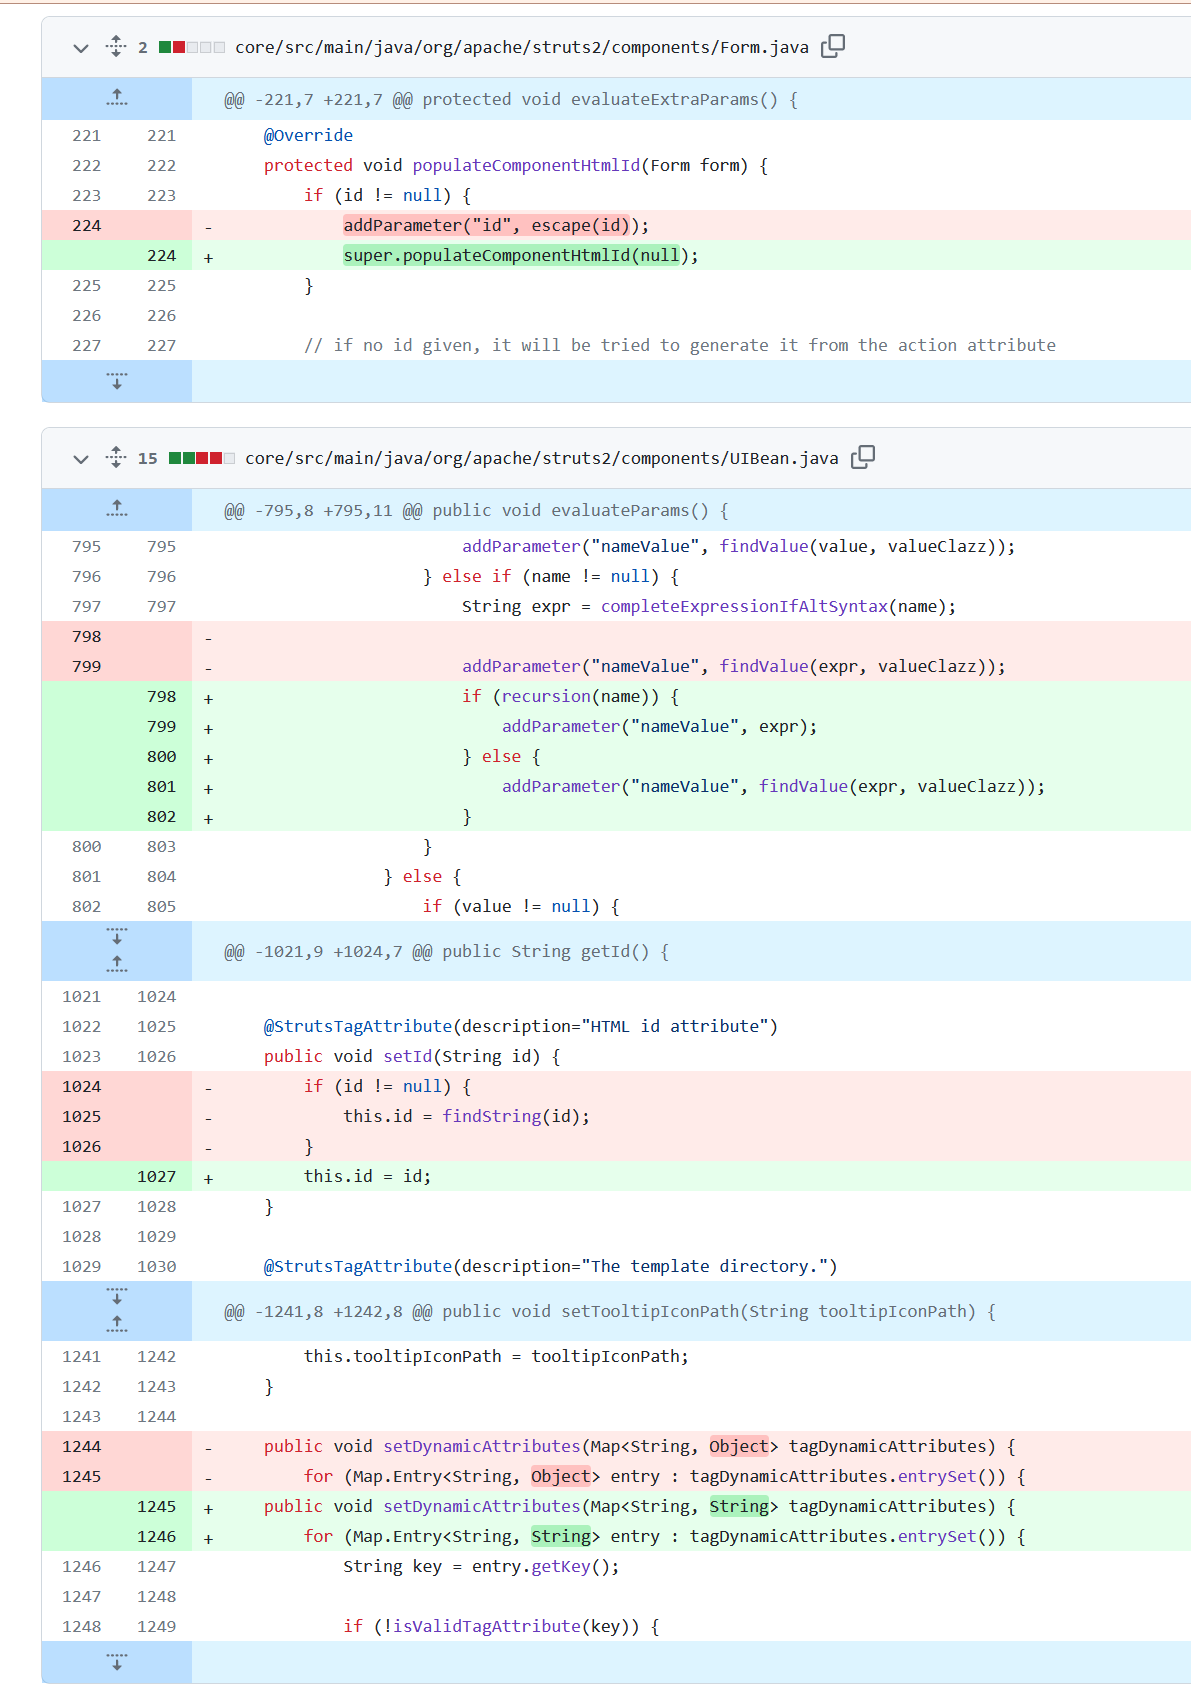 2 core/src/main/java/org/apache/struts2/components/Form.java
@@ -221,7 +221,7 @@ protected void evaluateExtraParams() {
221 221 @Override
222 222 protected void populateComponentHtmlId(Form form) {
223 223 if (id != null) {
224 - addParameter("id", escape(id));
224 + super.populateComponentHtmlId(null);
225 225 }
226 226
227 227 // if no id given, it will be tried to generate it from the action attribute
15 core/src/main/java/org/apache/struts2/components/UIBean.java
@@ -795,8 +795,11 @@ public void evaluateParams() {
795 795 addParameter("nameValue", findValue(value, valueClazz));
796 796 } else if (name != null) {
797 797 String expr = completeExpressionIfAltSyntax(name);
798 -
799 - addParameter("nameValue", findValue(expr, valueClazz));
798 + if (recursion(name)) {
799 + addParameter("nameValue", expr);
800 + } else {
801 + addParameter("nameValue", findValue(expr, valueClazz));
802 + }
800 803 }
801 804 } else {
802 805 if (value != null) {
@@ -1021,9 +1024,7 @@ public String getId() {
1021 1024
1022 1025 @StrutsTagAttribute(description="HTML id attribute")
1023 1026 public void setId(String id) {
1024 - if (id != null) {
1025 - this.id = findString(id);
1026 - }
1027 + this.id = id;
1027 1028 }
1028 1029
1029 1030 @StrutsTagAttribute(description="The template directory.")
@@ -1241,8 +1242,8 @@ public void setTooltipIconPath(String tooltipIconPath) {
1241 1242 this.tooltipIconPath = tooltipIconPath;
1242 1243 }
1243 1244
1244 - public void setDynamicAttributes(Map<String, Object> tagDynamicAttributes) {
1245 - for (Map.Entry<String, Object> entry : tagDynamicAttributes.entrySet()) {
1245 + public void setDynamicAttributes(Map<String, String> tagDynamicAttributes) {
1246 + for (Map.Entry<String, String> entry : tagDynamicAttributes.entrySet()) {
1246 1247 String key = entry.getKey();
1247 1248
1248 1249 if (!isValidTagAttribute(key)) {